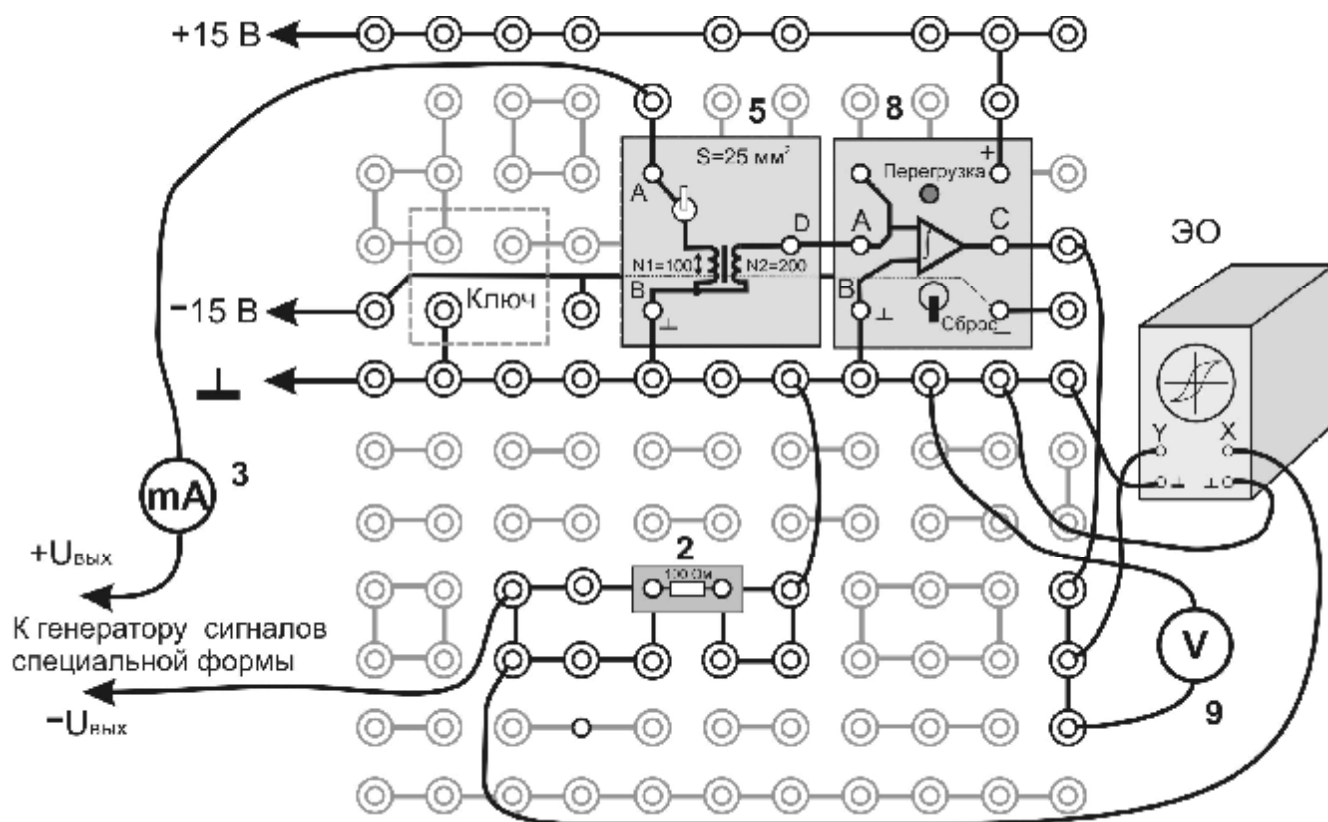 +15 В
5
8
S=25 мм²
Перегрузка
+
A
D
A
C
ЭО
N1=100
N2=200
−15 В
Ключ
B
⊥
B
⊥
Сброс
−
⊥
Y
X
⊥
⊥
mA
3
+Uвых
2
100 Ом
К генератору сигналов
специальной формы
−Uвых
V
9